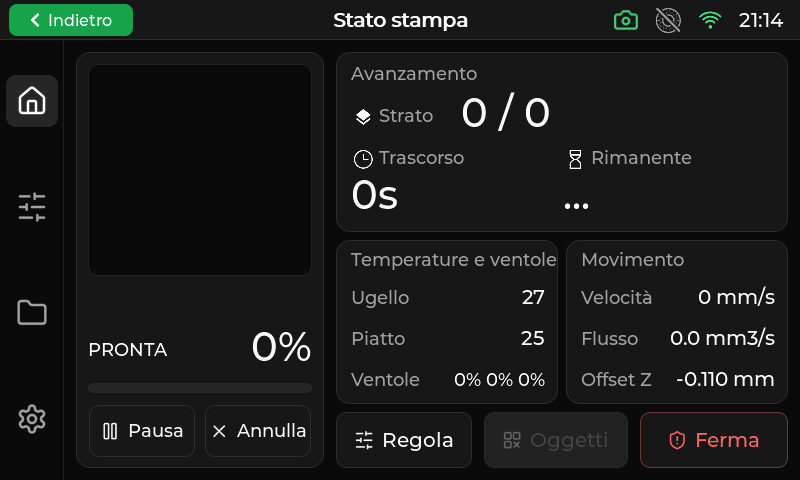 Indietro
Stato stampa
21:14
PRONTA 0%
Pausa
Annulla
Avanzamento
Strato 0 / 0
Trascorso
Rimanente
0s
...
Temperature e ventole
Ugello 27
Piatto 25
Ventole 0% 0% 0%
Movimento
Velocità 0 mm/s
Flusso 0.0 mm3/s
Offset Z -0.110 mm
Regola
Oggetti
Ferma